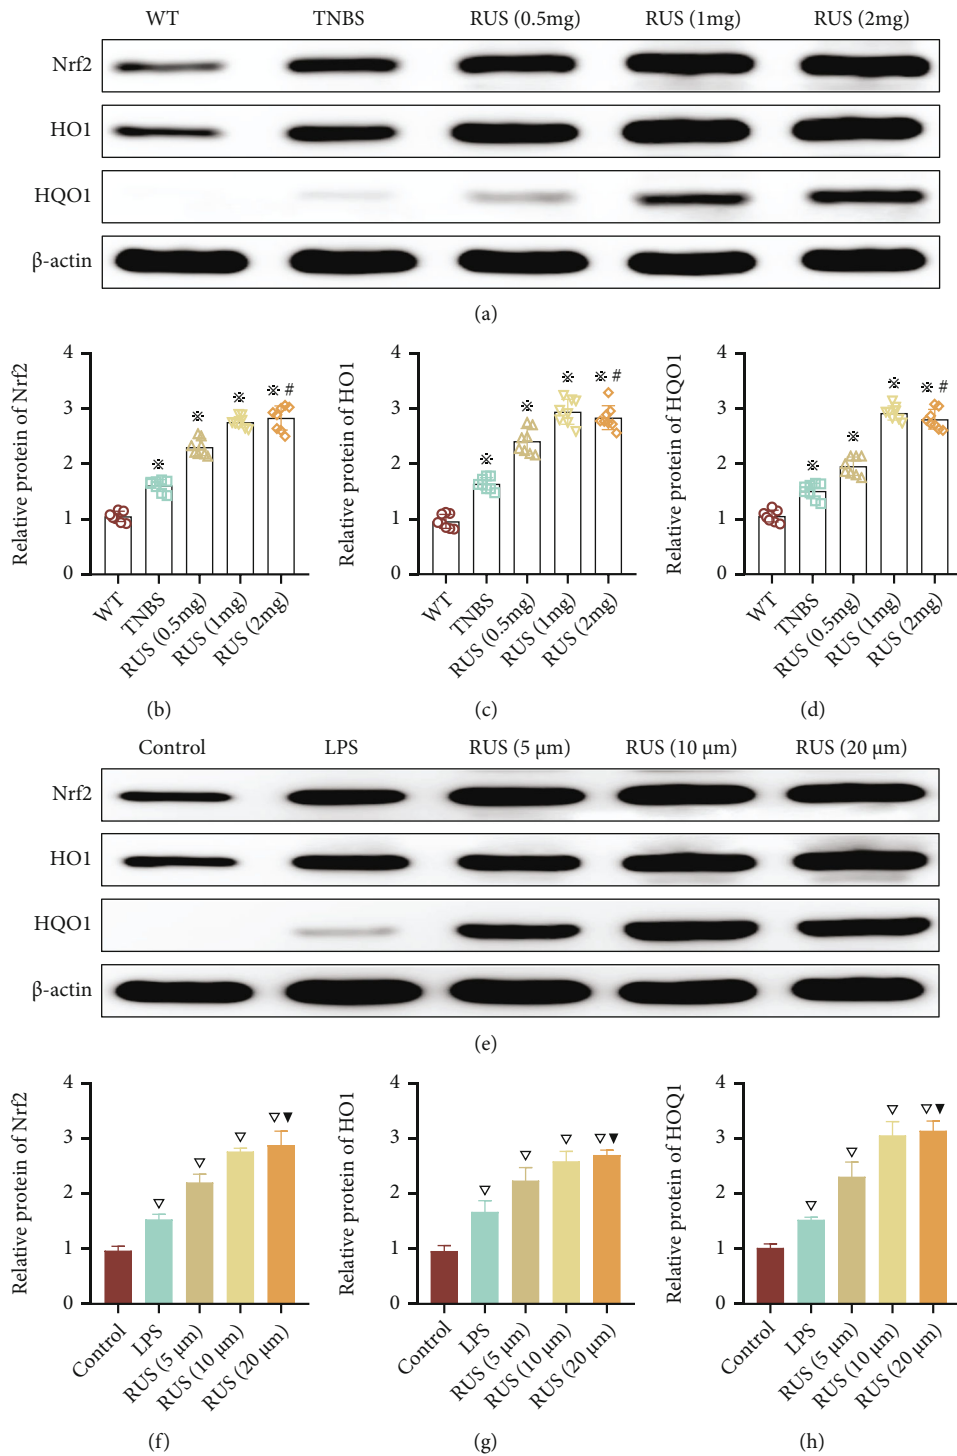 WT TNBS RUS (0.5mg) RUS (1mg) RUS (2mg)
Nrf2
HO1
HQO1
β-actin
(a)
Relative protein of Nrf2
4
3
2
1
0
※ ※ ※ ※ #
WT TNBS RUS (0.5mg) RUS (1mg) RUS (2mg)
(b)
Relative protein of HO1
4
3
2
1
0
※ ※ ※ ※ #
WT TNBS RUS (0.5mg) RUS (1mg) RUS (2mg)
(c)
Relative protein of HQO1
4
3
2
1
0
※ ※ ※ ※ #
WT TNBS RUS (0.5mg) RUS (1mg) RUS (2mg)
(d)
Control LPS RUS (5 μm) RUS (10 μm) RUS (20 μm)
Nrf2
HO1
HQO1
β-actin
(e)
Relative protein of Nrf2
4
3
2
1
0
Control LPS RUS (5 μm) RUS (10 μm) RUS (20 μm)
(f)
Relative protein of HO1
4
3
2
1
0
Control LPS RUS (5 μm) RUS (10 μm) RUS (20 μm)
(g)
Relative protein of HOQ1
4
3
2
1
0
Control LPS RUS (5 μm) RUS (10 μm) RUS (20 μm)
(h)